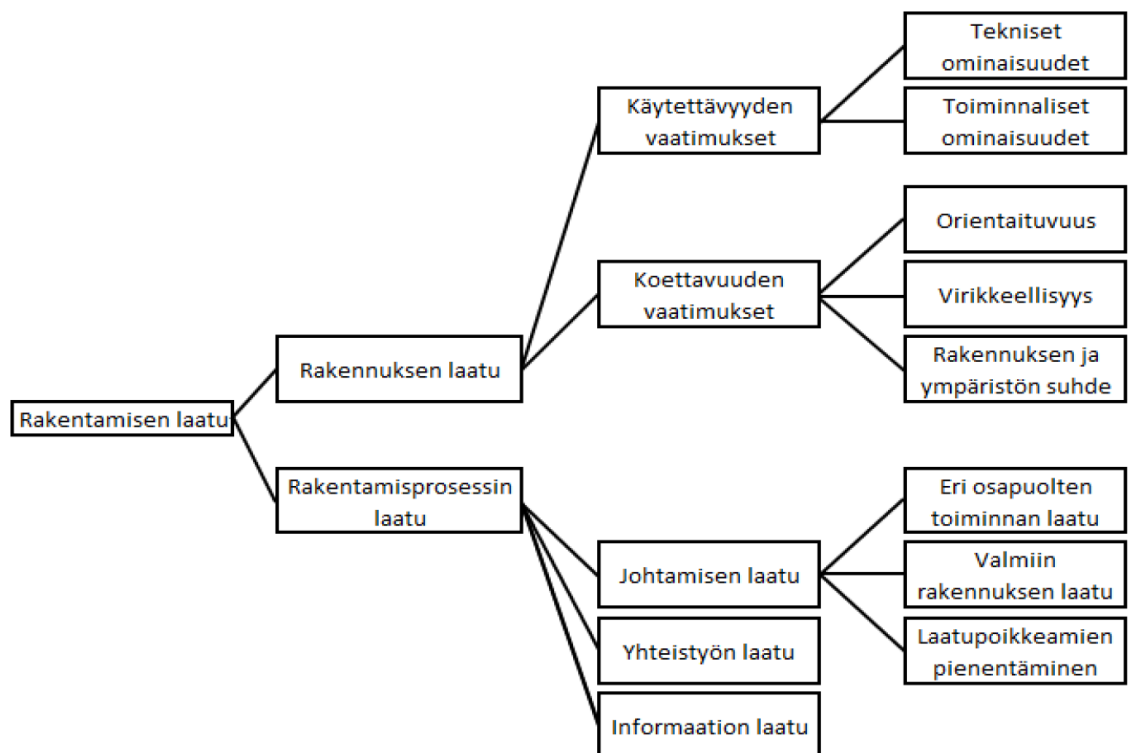 Tekniset
ominaisuudet
Käytettävyyden
vaatimukset
Toiminnaliset
ominaisuudet
Orientaituvuus
Koettavuuden
vaatimukset
Virikkeellisyys
Rakennuksen laatu
Rakennuksen ja
ympäristön suhde
Rakentamisen laatu
Rakentamisprosessin
laatu
Eri osapuolten
toiminnan laatu
Johtamisen laatu
Valmiin
rakennuksen laatu
Yhteistyön laatu
Laatupoikkeamien
pienentäminen
Informaation laatu